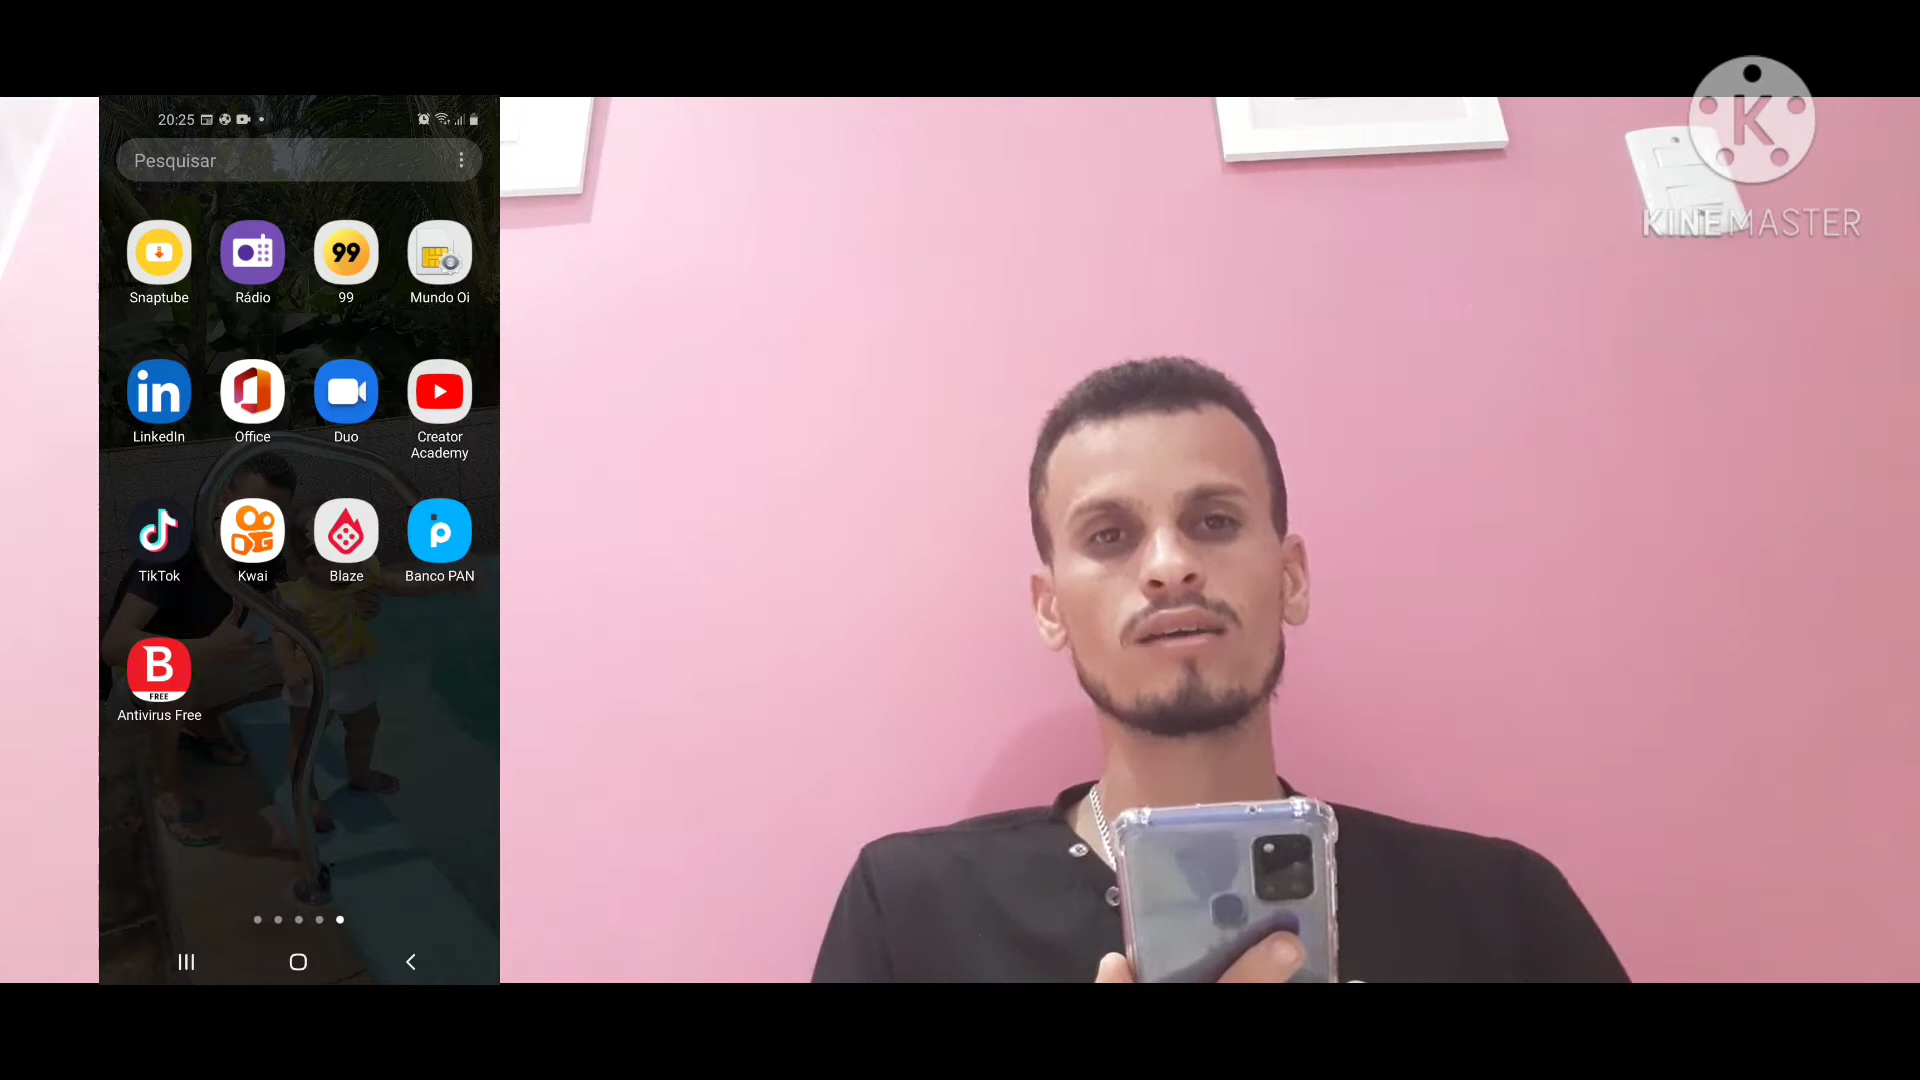 20:25
Pesquisar
Snaptube
Rádio
99
99
Mundo Oi
in
LinkedIn
Office
Duo
Creator
Academy
TikTok
Kwai
Blaze
Banco PAN
B
FREE
Antivirus Free
K
KINEMASTER